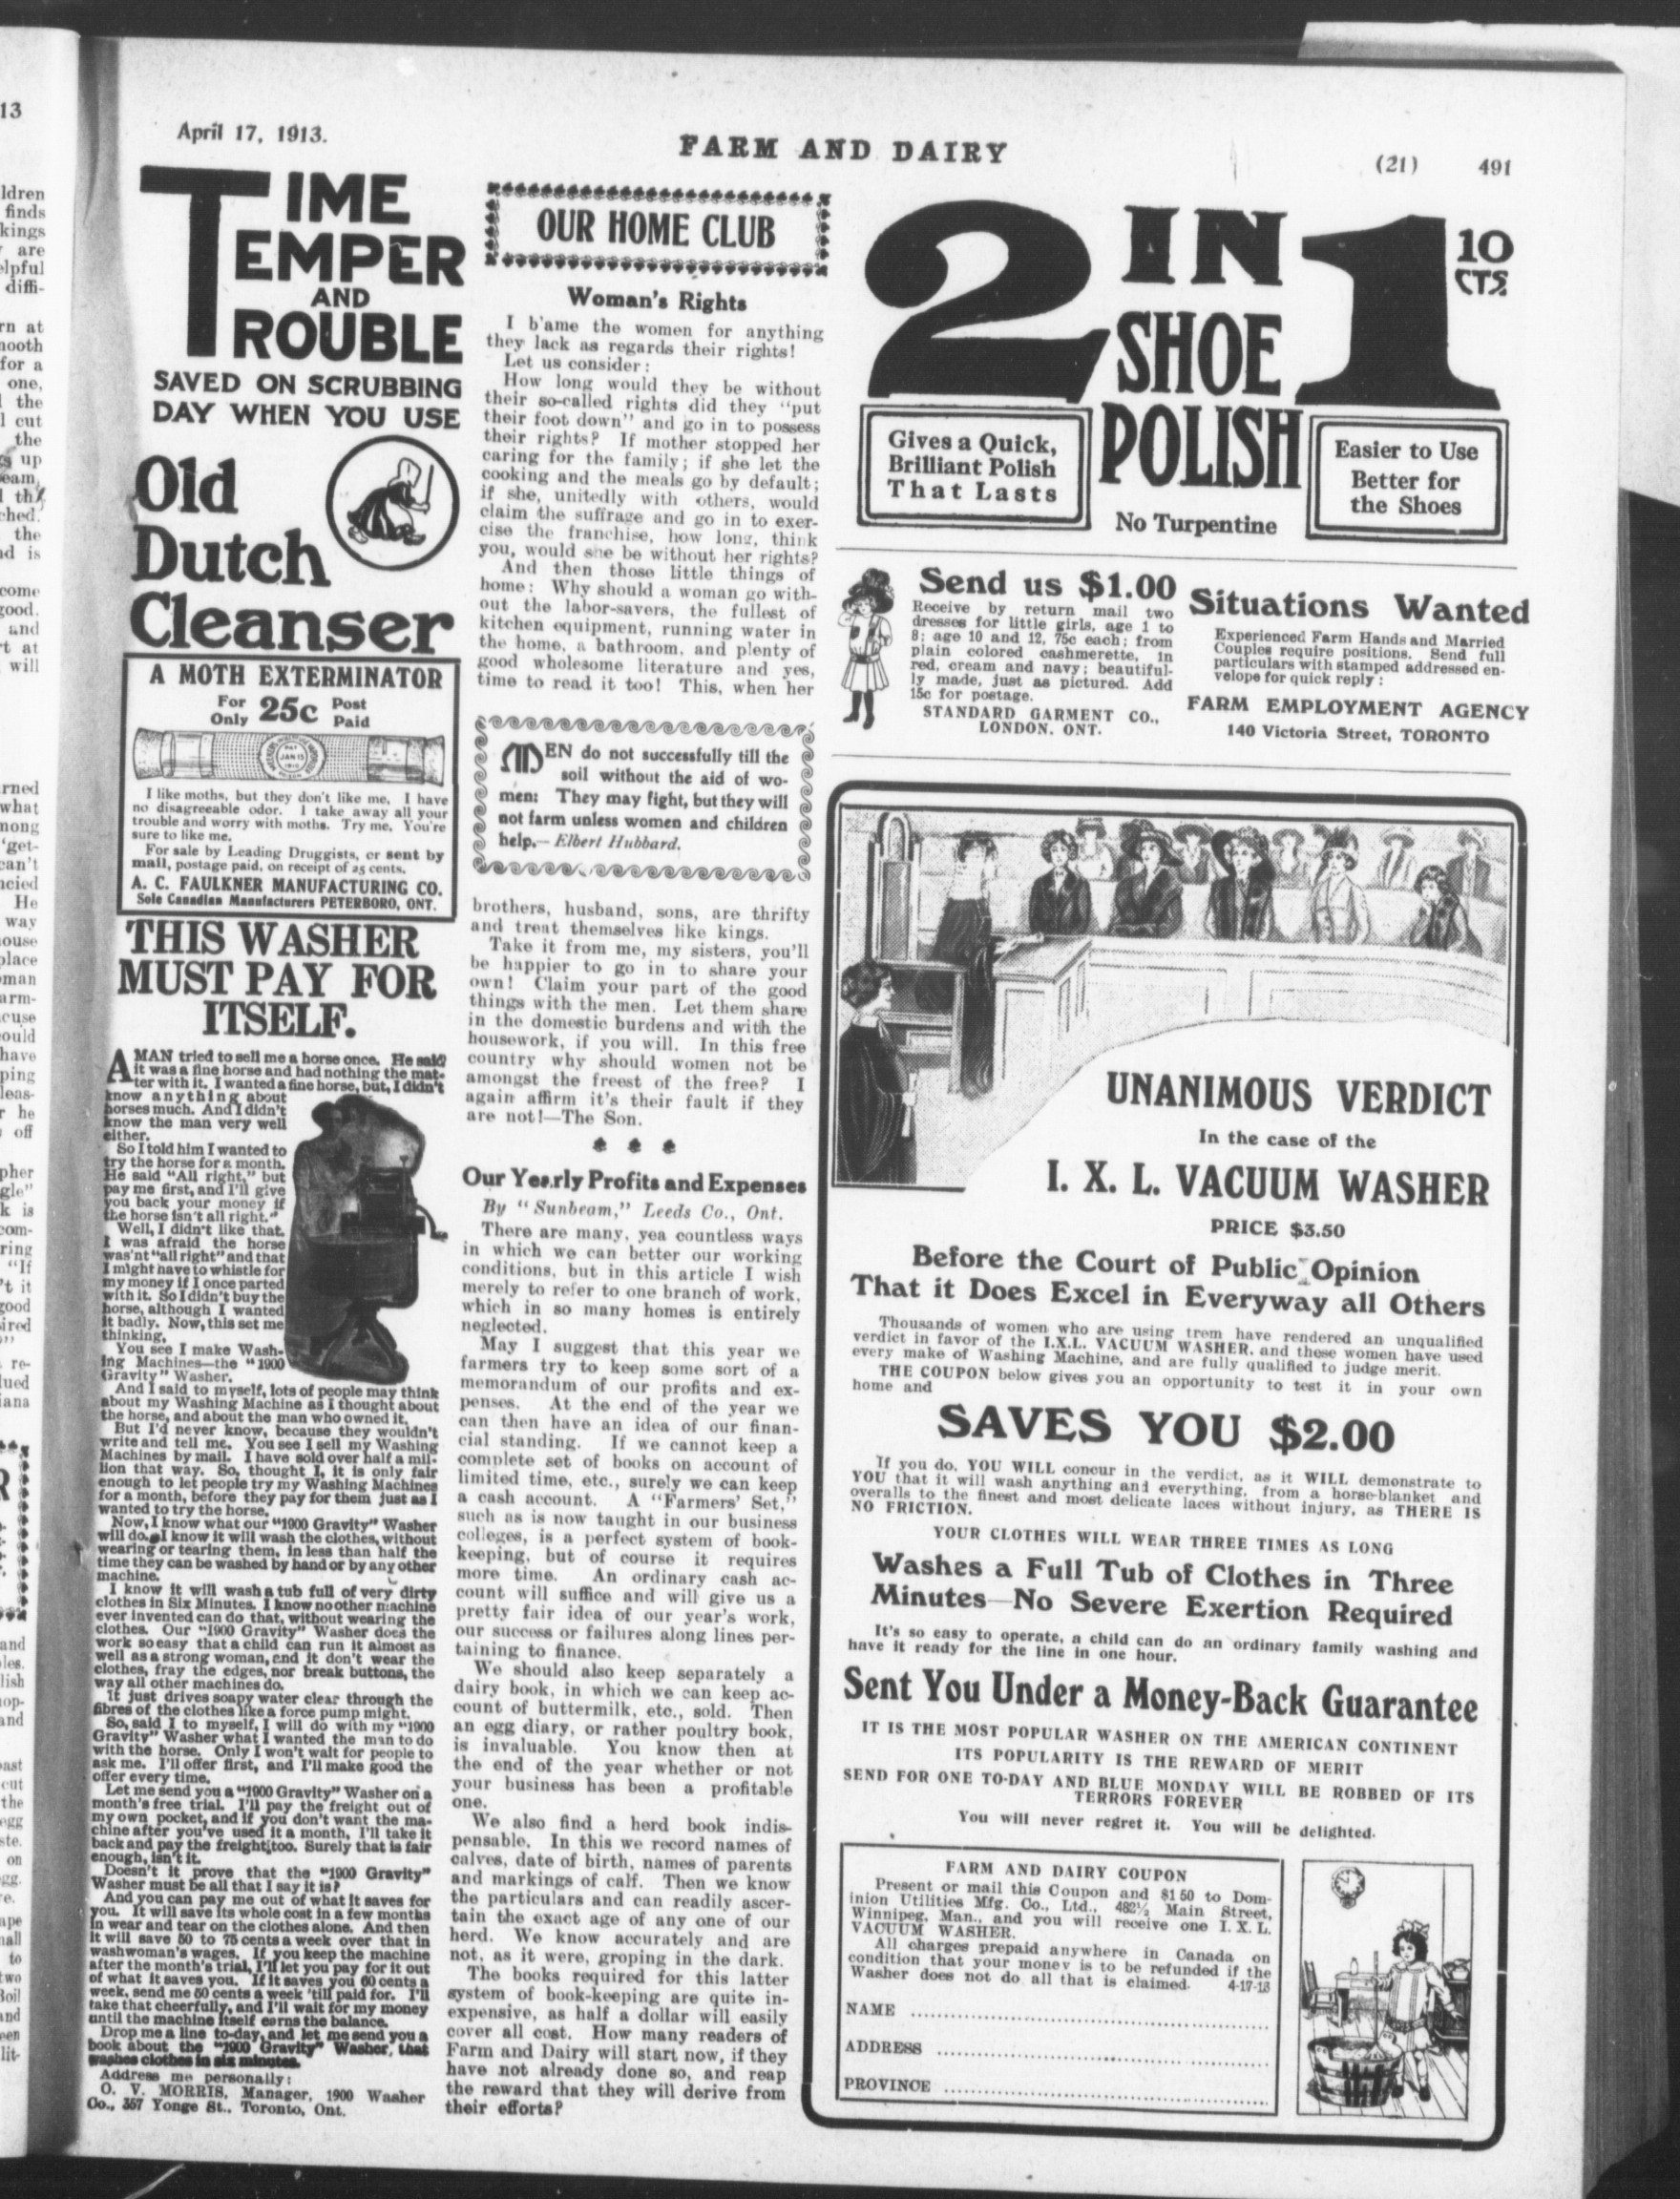 April 17, 1913.
FARM AND DAIRY
(21) 491
TIME
TEMPER
AND
TROUBLE
SAVED ON SCRUBBING
DAY WHEN YOU USE
Old
Dutch
Cleanser
A MOTH EXTERMINATOR
For Only 25c Post Paid
PAT JAN 15 1910
I like moths, but they don't like me, I have
no disagreeable odor. I take away all your
trouble and worry with moths. Try me. You're
sure to like me.
For sale by Leading Druggists, or sent by
mail, postage paid, on receipt of 25 cents.
A. C. FAULKNER MANUFACTURING CO.
Sole Canadian Manufacturers PETERBORO, ONT.
THIS WASHER
MUST PAY FOR
ITSELF.
A MAN tried to sell me a horse once. He said
it was a fine horse and had nothing the mat-
ter with it. I wanted a fine horse, but, I didn't
know anything about
horses much. And I didn't
know the man very well
either.
So I told him I wanted to
try the horse for a month.
He said "All right," but
pay me first, and I'll give
you back your money if
the horse isn't all right."
Well, I didn't like that.
I was afraid the horse
was'nt "all right" and that
I might have to whistle for
my money if I once parted
with it. So I didn't buy the
horse, although I wanted
it badly. Now, this set me
thinking.
You see I make Wash-
ing Machines—the "1900
Gravity" Washer.
And I said to myself, lots of people may think
about my Washing Machine as I thought about
the horse, and about the man who owned it.
But I'd never know, because they wouldn't
write and tell me. You see I sell my Washing
Machines by mail. I have sold over half a mil-
lion that way. So, thought I, it is only fair
enough to let people try my Washing Machines
for a month, before they pay for them just as I
wanted to try the horse.
Now, I know what our "1900 Gravity" Washer
will do. I know it will wash the clothes, without
wearing or tearing them, in less than half the
time they can be washed by hand or by any other
machine.
I know it will wash a tub full of very dirty
clothes in Six Minutes. I know no other machine
ever invented can do that, without wearing the
clothes. Our "1900 Gravity" Washer does the
work so easy that a child can run it almost as
well as a strong woman, and it don't wear the
clothes, fray the edges, nor break buttons, the
way all other machines do.
It just drives soapy water clear through the
fibres of the clothes like a force pump might.
So, said I to myself, I will do with my "1900
Gravity" Washer what I wanted the man to do
with the horse. Only I won't wait for people to
ask me. I'll offer first, and I'll make good the
offer every time.
Let me send you a "1900 Gravity" Washer on a
month's free trial. I'll pay the freight out of
my own pocket, and if you don't want the ma-
chine after you've used it a month, I'll take it
back and pay the freight, too. Surely that is fair
enough, isn't it.
Doesn't it prove that the "1900 Gravity"
Washer must be all that I say it is?
And you can pay me out of what it saves for
you. It will save its whole cost in a few months
in wear and tear on the clothes alone. And then
it will save 50 to 75 cents a week over that in
washwoman's wages. If you keep the machine
after the month's trial, I'll let you pay for it out
of what it saves you. If it saves you 60 cents a
week, send me 50 cents a week 'till paid for. I'll
take that cheerfully, and I'll wait for my money
until the machine itself earns the balance.
Drop me a line to-day, and let me send you a
book about the "1900 Gravity" Washer, that
washes clothes in six minutes.
Address me personally:
O. V. MORRIS, Manager, 1900 Washer
Co., 357 Yonge St., Toronto, Ont.
OUR HOME CLUB
Woman's Rights
I b'ame the women for anything
they lack as regards their rights!
Let us consider:
How long would they be without
their so-called rights did they "put
their foot down" and go in to possess
their rights? If mother stopped her
caring for the family; if she let the
cooking and the meals go by default;
if she, unitedly with others, would
claim the suffrage and go in to exer-
cise the franchise, how long, think
you, would she be without her rights?
And then those little things of
home: Why should a woman go with-
out the labor-savers, the fullest of
kitchen equipment, running water in
the home, a bathroom, and plenty of
good wholesome literature and yes,
time to read it too! This, when her
MEN do not successfully till the
soil without the aid of wo-
men: They may fight, but they will
not farm unless women and children
help.—Elbert Hubbard.
brothers, husband, sons, are thrifty
and treat themselves like kings.
Take it from me, my sisters, you'll
be happier to go in to share your
own! Claim your part of the good
things with the men. Let them share
in the domestic burdens and with the
housework, if you will. In this free
country why should women not be
amongst the freest of the free? I
again affirm it's their fault if they
are not!—The Son.
Our Yearly Profits and Expenses
By "Sunbeam," Leeds Co., Ont.
There are many, yea countless ways
in which we can better our working
conditions, but in this article I wish
merely to refer to one branch of work,
which in so many homes is entirely
neglected.
May I suggest that this year we
farmers try to keep some sort of a
memorandum of our profits and ex-
penses. At the end of the year we
can then have an idea of our finan-
cial standing. If we cannot keep a
complete set of books on account of
limited time, etc., surely we can keep
a cash account. A "Farmers' Set,"
such as is now taught in our business
colleges, is a perfect system of book-
keeping, but of course it requires
more time. An ordinary cash ac-
count will suffice and will give us a
pretty fair idea of our year's work,
our success or failures along lines per-
taining to finance.
We should also keep separately a
dairy book, in which we can keep ac-
count of buttermilk, etc., sold. Then
an egg diary, or rather poultry book,
is invaluable. You know then at
the end of the year whether or not
your business has been a profitable
one.
We also find a herd book indis-
pensable. In this we record names of
calves, date of birth, names of parents
and markings of calf. Then we know
the particulars and can readily ascer-
tain the exact age of any one of our
herd. We know accurately and are
not, as it were, groping in the dark.
The books required for this latter
system of book-keeping are quite in-
expensive, as half a dollar will easily
cover all cost. How many readers of
Farm and Dairy will start now, if they
have not already done so, and reap
the reward that they will derive from
their efforts?
2 IN 1
10 CTS
SHOE
POLISH
Gives a Quick,
Brilliant Polish
That Lasts
No Turpentine
Easier to Use
Better for
the Shoes
Send us $1.00
Receive by return mail two
dresses for little girls, age 1 to
8; age 10 and 12, 75c each; from
plain colored cashmerette, in
red, cream and navy; beautiful-
ly made, just as pictured. Add
15c for postage.
STANDARD GARMENT CO.,
LONDON, ONT.
Situations Wanted
Experienced Farm Hands and Married
Couples require positions. Send full
particulars with stamped addressed en-
velope for quick reply:
FARM EMPLOYMENT AGENCY
140 Victoria Street, TORONTO
UNANIMOUS VERDICT
In the case of the
I. X. L. VACUUM WASHER
PRICE $3.50
Before the Court of Public Opinion
That it Does Excel in Everyway all Others
Thousands of women who are using trem have rendered an unqualified
verdict in favor of the I.X.L. VACUUM WASHER, and these women have used
every make of Washing Machine, and are fully qualified to judge merit.
THE COUPON below gives you an opportunity to test it in your own
home and
SAVES YOU $2.00
If you do, YOU WILL concur in the verdict, as it WILL demonstrate to
YOU that it will wash anything and everything, from a horse-blanket and
overalls to the finest and most delicate laces without injury, as THERE IS
NO FRICTION.
YOUR CLOTHES WILL WEAR THREE TIMES AS LONG
Washes a Full Tub of Clothes in Three
Minutes—No Severe Exertion Required
It's so easy to operate, a child can do an ordinary family washing and
have it ready for the line in one hour.
Sent You Under a Money-Back Guarantee
IT IS THE MOST POPULAR WASHER ON THE AMERICAN CONTINENT
ITS POPULARITY IS THE REWARD OF MERIT
SEND FOR ONE TO-DAY AND BLUE MONDAY WILL BE ROBBED OF ITS
TERRORS FOREVER
You will never regret it. You will be delighted.
FARM AND DAIRY COUPON
Present or mail this Coupon and $1 50 to Dom-
inion Utilities Mfg. Co., Ltd., 482½ Main Street,
Winnipeg, Man., and you will receive one I. X. L.
VACUUM WASHER.
All charges prepaid anywhere in Canada on
condition that your money is to be refunded if the
Washer does not do all that is claimed. 4-17-13
NAME
ADDRESS
PROVINCE